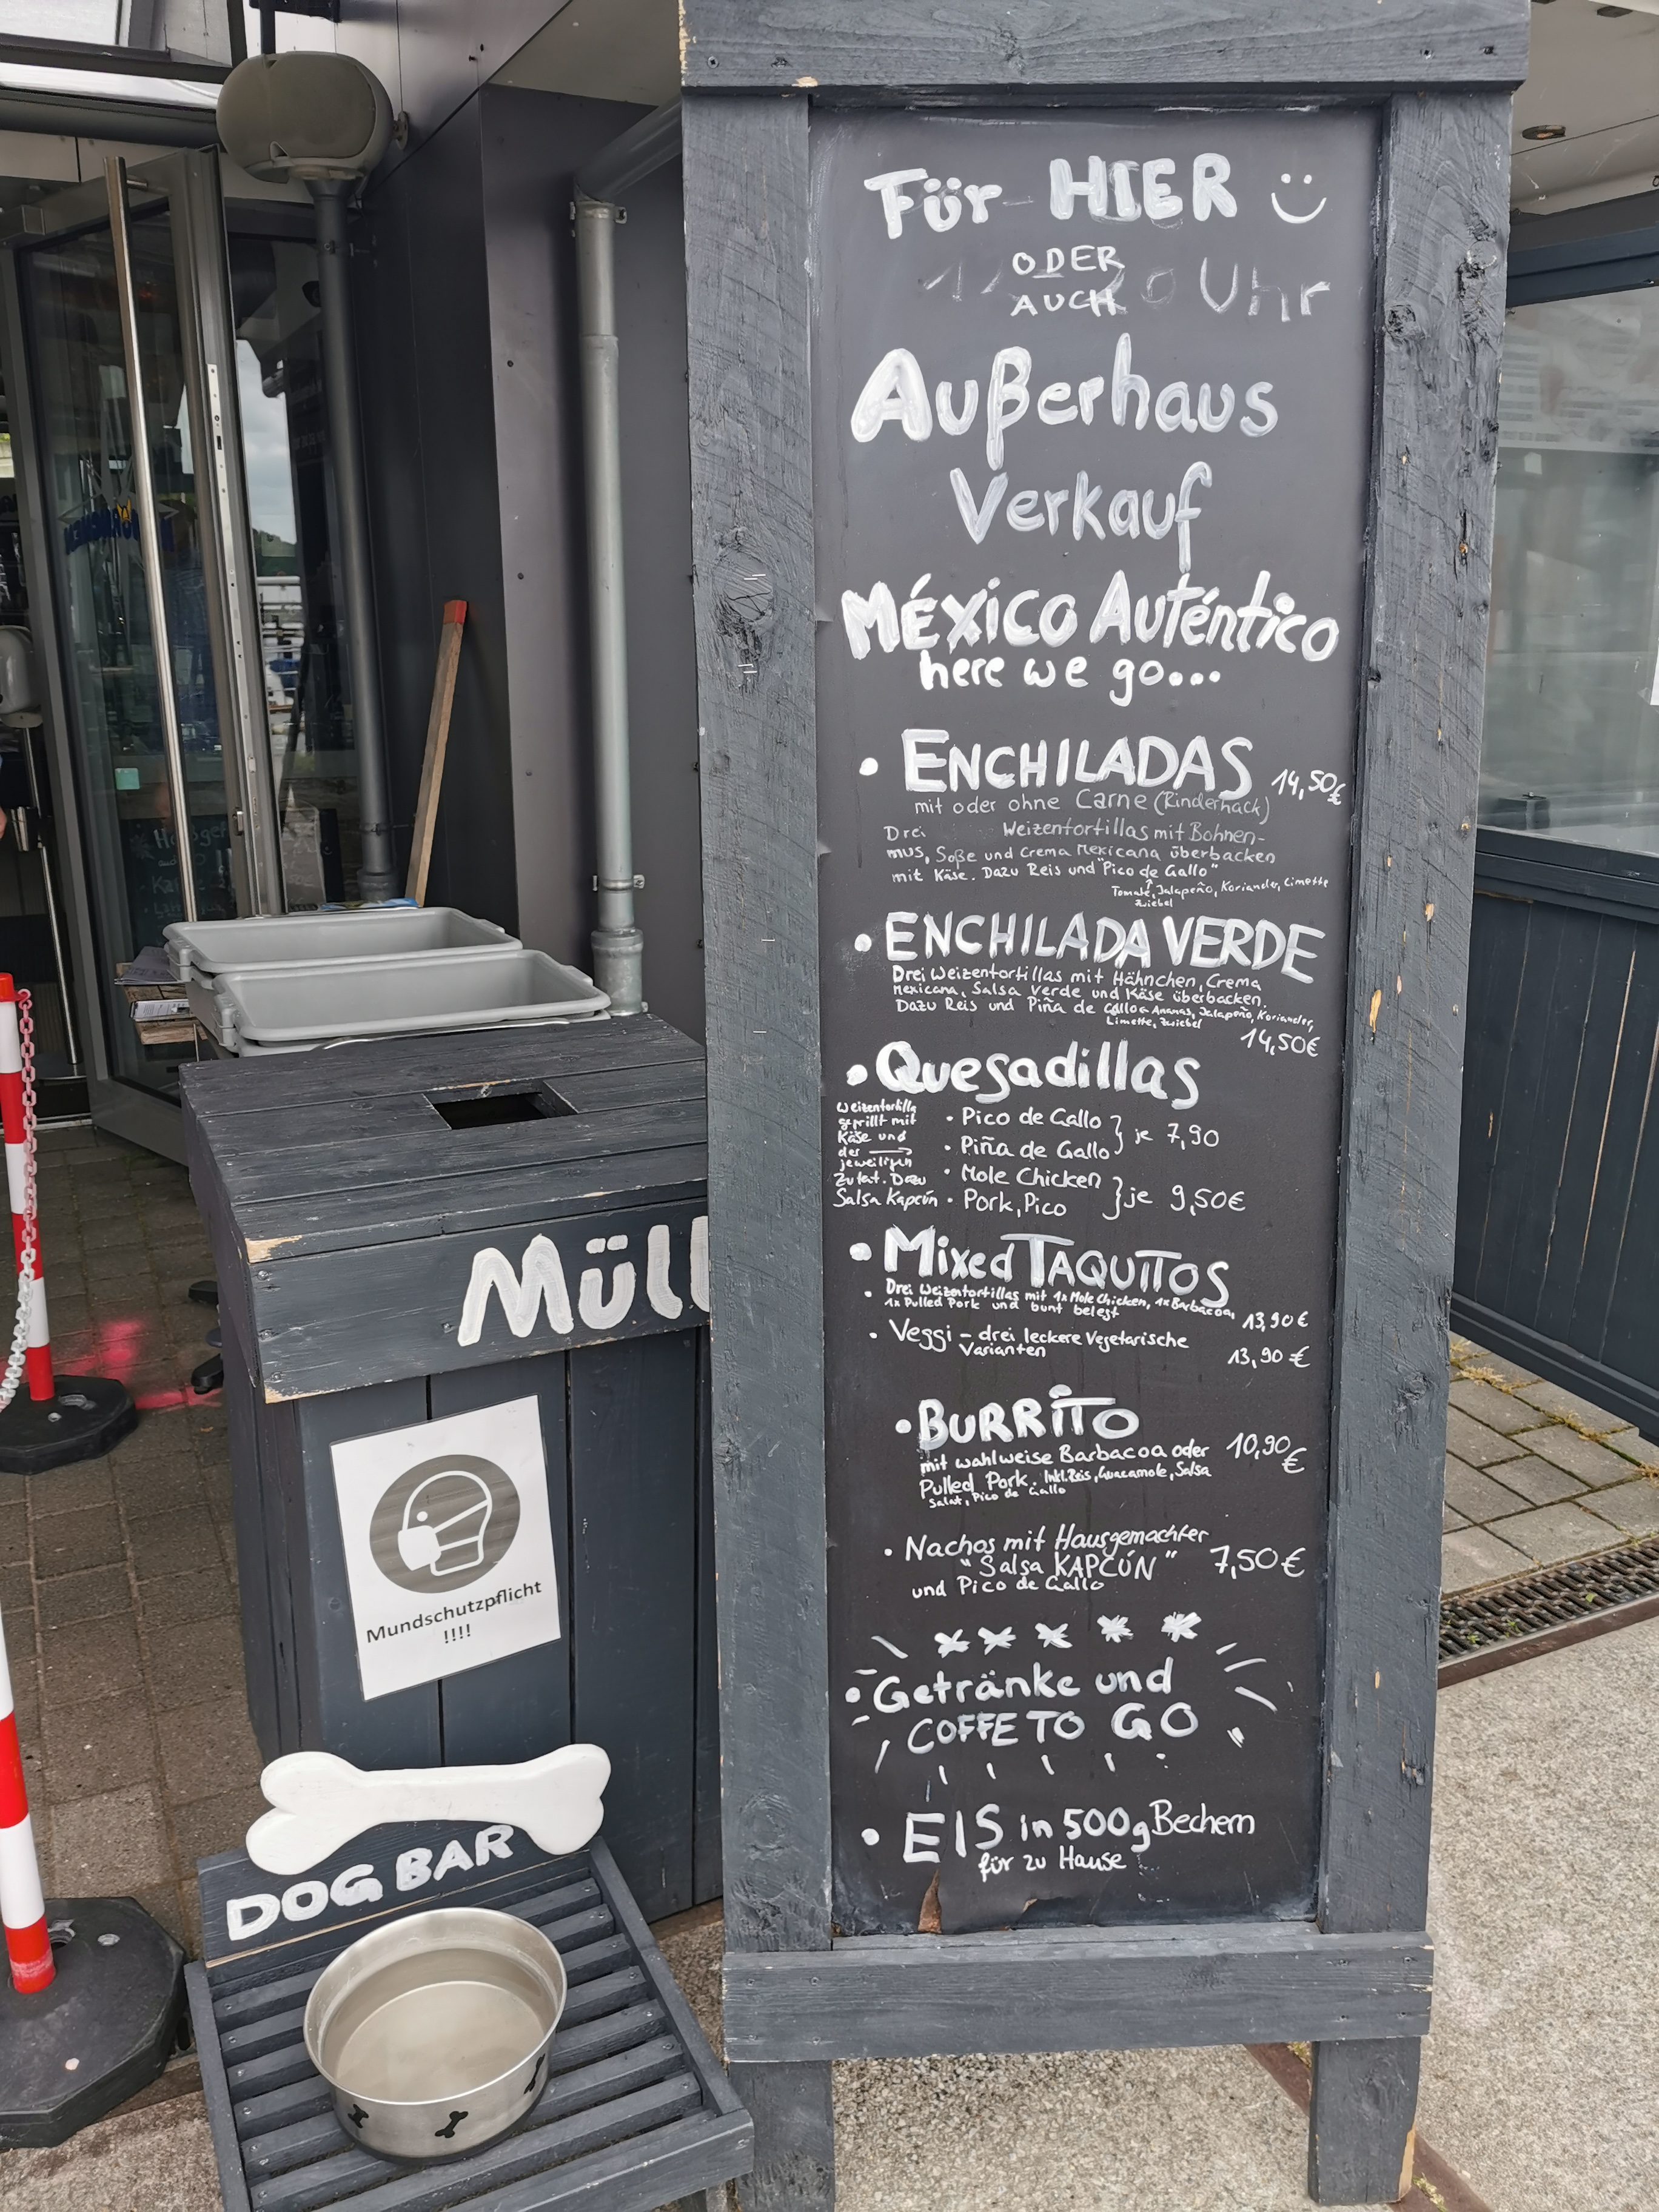 Für HIER
ODER
AUCH
Uhr
Außerhaus
Verkauf
MÉXICO AUTÉNTICO
here we go...
• ENCHILADAS 14,50€
mit oder ohne Carne (Rinderhack)
Drei Weizentortillas mit Bohnen-
mus, Soße und Crema Mexicana überbacken
mit Käse. Dazu Reis und "Pico de Gallo"
Tomate, Jalapeño, Koriander, Limette
Zwiebel
• ENCHILADA VERDE
Drei Weizentortillas mit Hähnchen, Crema
Mexicana, Salsa Verde und Käse überbacken.
Dazu Reis und Piña de Gallo Ananas, Jalapeño, Koriander,
Limette, Zwiebel
14,50€
• Quesadillas
Weizentortilla
geprillt mit
Käse und
der →
jeweiligen
Zutat. Dazu
Salsa Kapcún
• Pico de Gallo
• Piña de Gallo
} je 7,90
• Mole Chicken
• Pork, Pico
} je 9,50€
• Mixed TAQUITOS
• Drei Weizentortillas mit 1x Mole Chicken, 1x Barbacoa,
1x Pulled Pork und bunt belegt 13,90€
• Veggi - drei leckere Vegetarische
Varianten 13,90€
• BURRITO
mit wahlweise Barbacoa oder 10,90
€
Pulled Pork. Inkl. Reis, Guacamole, Salsa
Salat, Pico de Gallo
• Nachos mit Hausgemachter
"Salsa KAPCÚN" 7,50€
und Pico de Gallo
• Getränke und
COFFE TO GO
• EIS in 500g Bechern
für zu Hause
Müll
Mundschutzpflicht
!!!!
DOG BAR